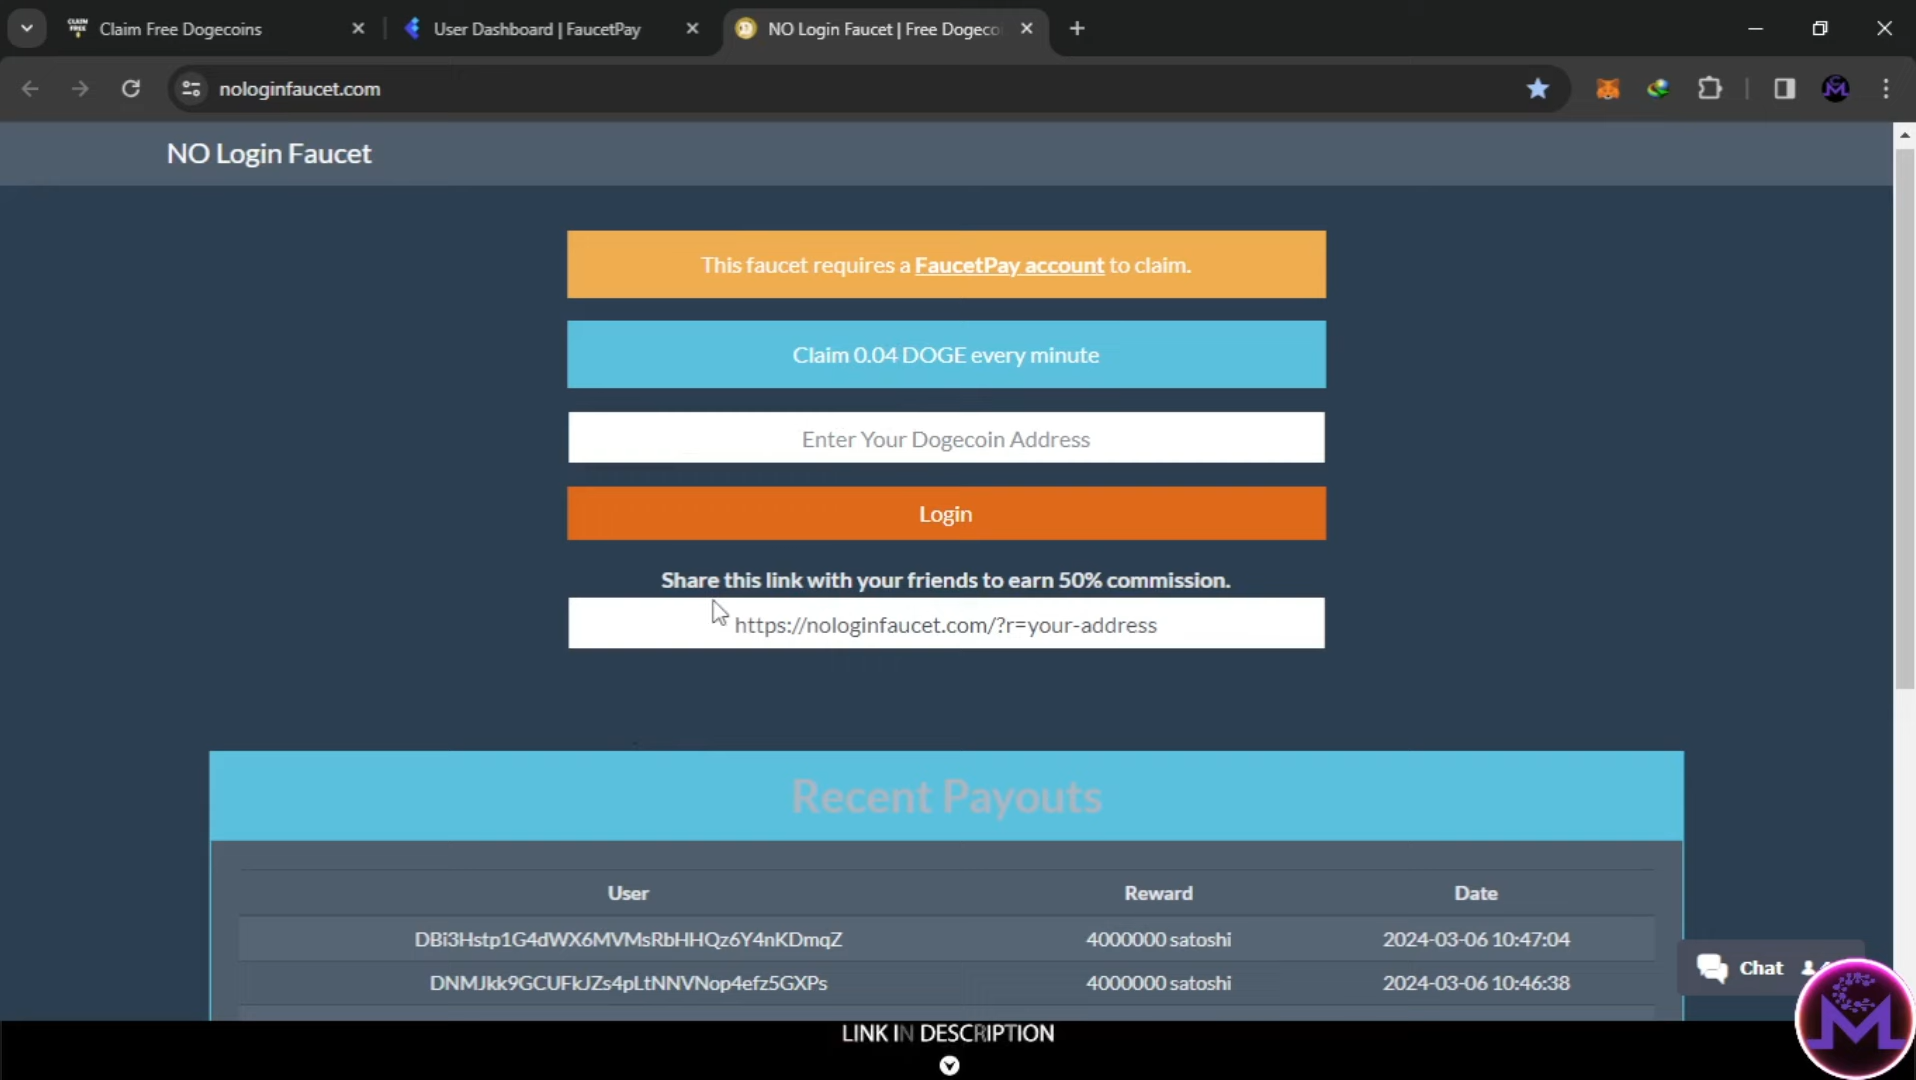 Claim Free Dogecoins
User Dashboard | FaucetPay
NO Login Faucet | Free Dogeco
nologinfaucet.com
NO Login Faucet
This faucet requires a FaucetPay account to claim.
Claim 0.04 DOGE every minute
Enter Your Dogecoin Address
Login
Share this link with your friends to earn 50% commission.
https://nologinfaucet.com/?r=your-address
Recent Payouts
User Reward Date
DBi3Hstp1G4dWX6MVMsRbHHQz6Y4nKDmqZ 4000000 satoshi 2024-03-06 10:47:04
DNMJkk9GCUFkJZs4pLtNNVNop4efz5GXPs 4000000 satoshi 2024-03-06 10:46:38
Chat
LINK IN DESCRIPTION
M